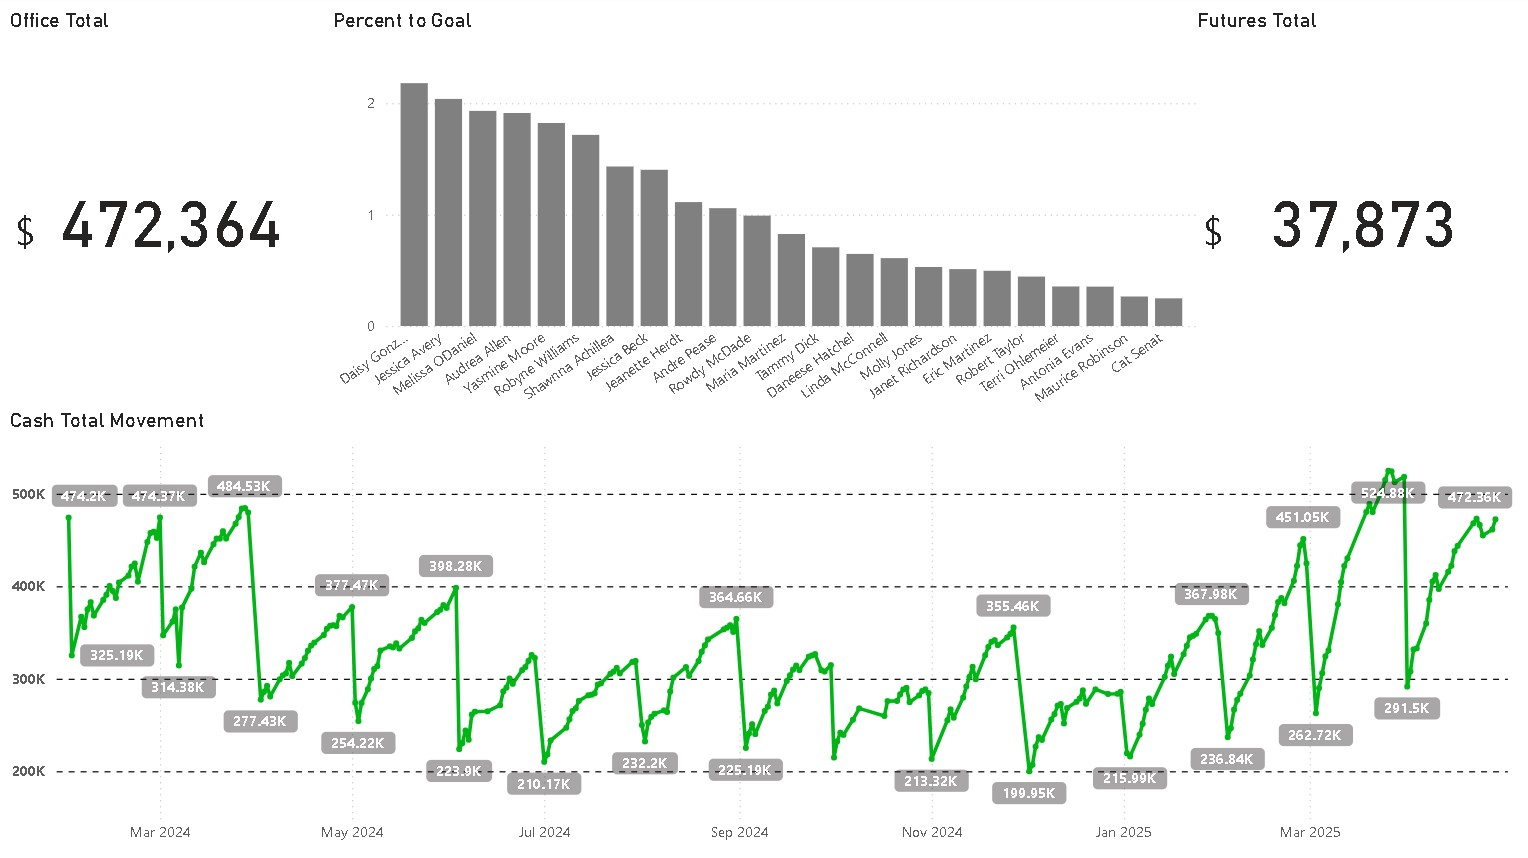 Office Total
Percent to Goal
Futures Total
$ 472,364
2
1
0
Daisy Gonz...
Jessica Avery
Melissa ODaniel
Audrea Allen
Yasmine Moore
Robyne Williams
Shawnna Achillea
Jessica Beck
Jeanette Herdt
Andre Pease
Rowdy McDade
Maria Martinez
Tammy Dick
Daneese Hatchel
Linda McConnell
Molly Jones
Janet Richardson
Eric Martinez
Robert Taylor
Terri Ohlemeier
Antonia Evans
Maurice Robinson
Cat Senat
$ 37,873
Cash Total Movement
500K
400K
300K
200K
474.2K
325.19K
474.37K
314.38K
484.53K
277.43K
377.47K
254.22K
398.28K
223.9K
210.17K
232.2K
364.66K
225.19K
213.32K
355.46K
199.95K
215.99K
367.98K
236.84K
451.05K
262.72K
524.88K
291.5K
472.36K
Mar 2024
May 2024
Jul 2024
Sep 2024
Nov 2024
Jan 2025
Mar 2025